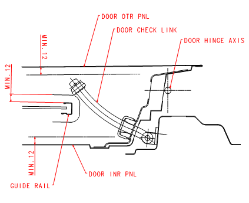 DOOR OTR PNL
DOOR CHECK LINK
DOOR HINGE AXIS
MIN.12
MIN.12
MIN.12
DOOR INR PNL
GUIDE RAIL